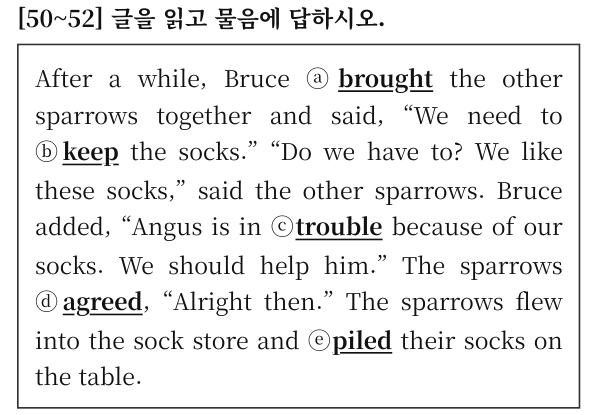 [50~52] 글을 읽고 물음에 답하시오.
After a while, Bruce ⓐ brought the other
sparrows together and said, “We need to
ⓑ keep the socks.” “Do we have to? We like
these socks,” said the other sparrows. Bruce
added, “Angus is in ⓒtrouble because of our
socks. We should help him.” The sparrows
ⓓ agreed, “Alright then.” The sparrows flew
into the sock store and ⓔpiled their socks on
the table.